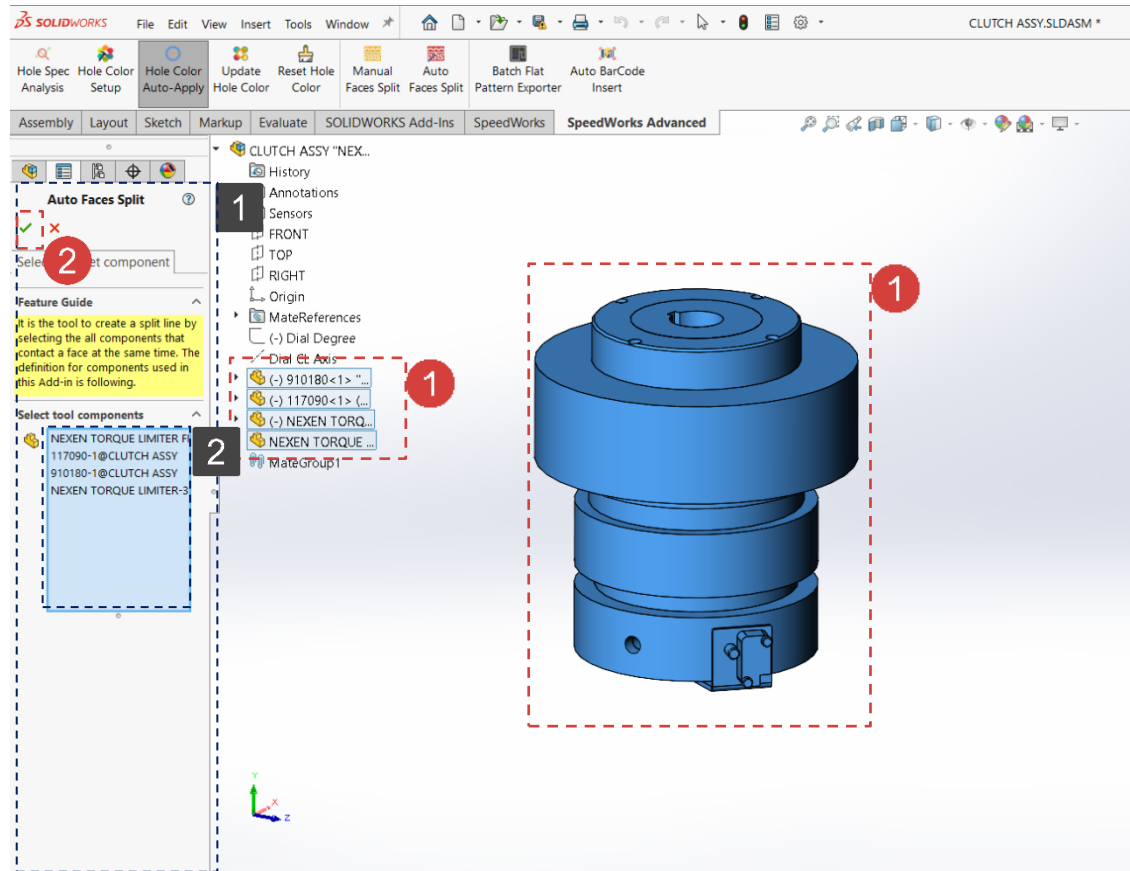 SOLIDWORKS File Edit View Insert Tools Window CLUTCH ASSY.SLDASM *
Hole Spec Analysis
Hole Color Setup
Hole Color Auto-Apply
Update Hole Color
Reset Hole Color
Manual Faces Split
Auto Faces Split
Batch Flat Pattern Exporter
Auto BarCode Insert
Assembly Layout Sketch Markup Evaluate SOLIDWORKS Add-Ins SpeedWorks SpeedWorks Advanced
Auto Faces Split
1
2
et component
Feature Guide
It is the tool to create a split line by
selecting the all components that
contact a face at the same time. The
definition for components used in
this Add-in is following.
Select tool components
2
NEXEN TORQUE LIMITER
117090-1@CLUTCH ASSY
910180-1@CLUTCH ASSY
NEXEN TORQUE LIMITER-3
CLUTCH ASSY "NEX...
History
Annotations
Sensors
FRONT
TOP
RIGHT
Origin
MateReferences
(-) Dial Degree
Dial CL Axis
(-) 910180<1> "...
(-) 117090<1> (...
(-) NEXEN TORQ...
NEXEN TORQUE ...
MateGroup1
1
1
Y
X
Z